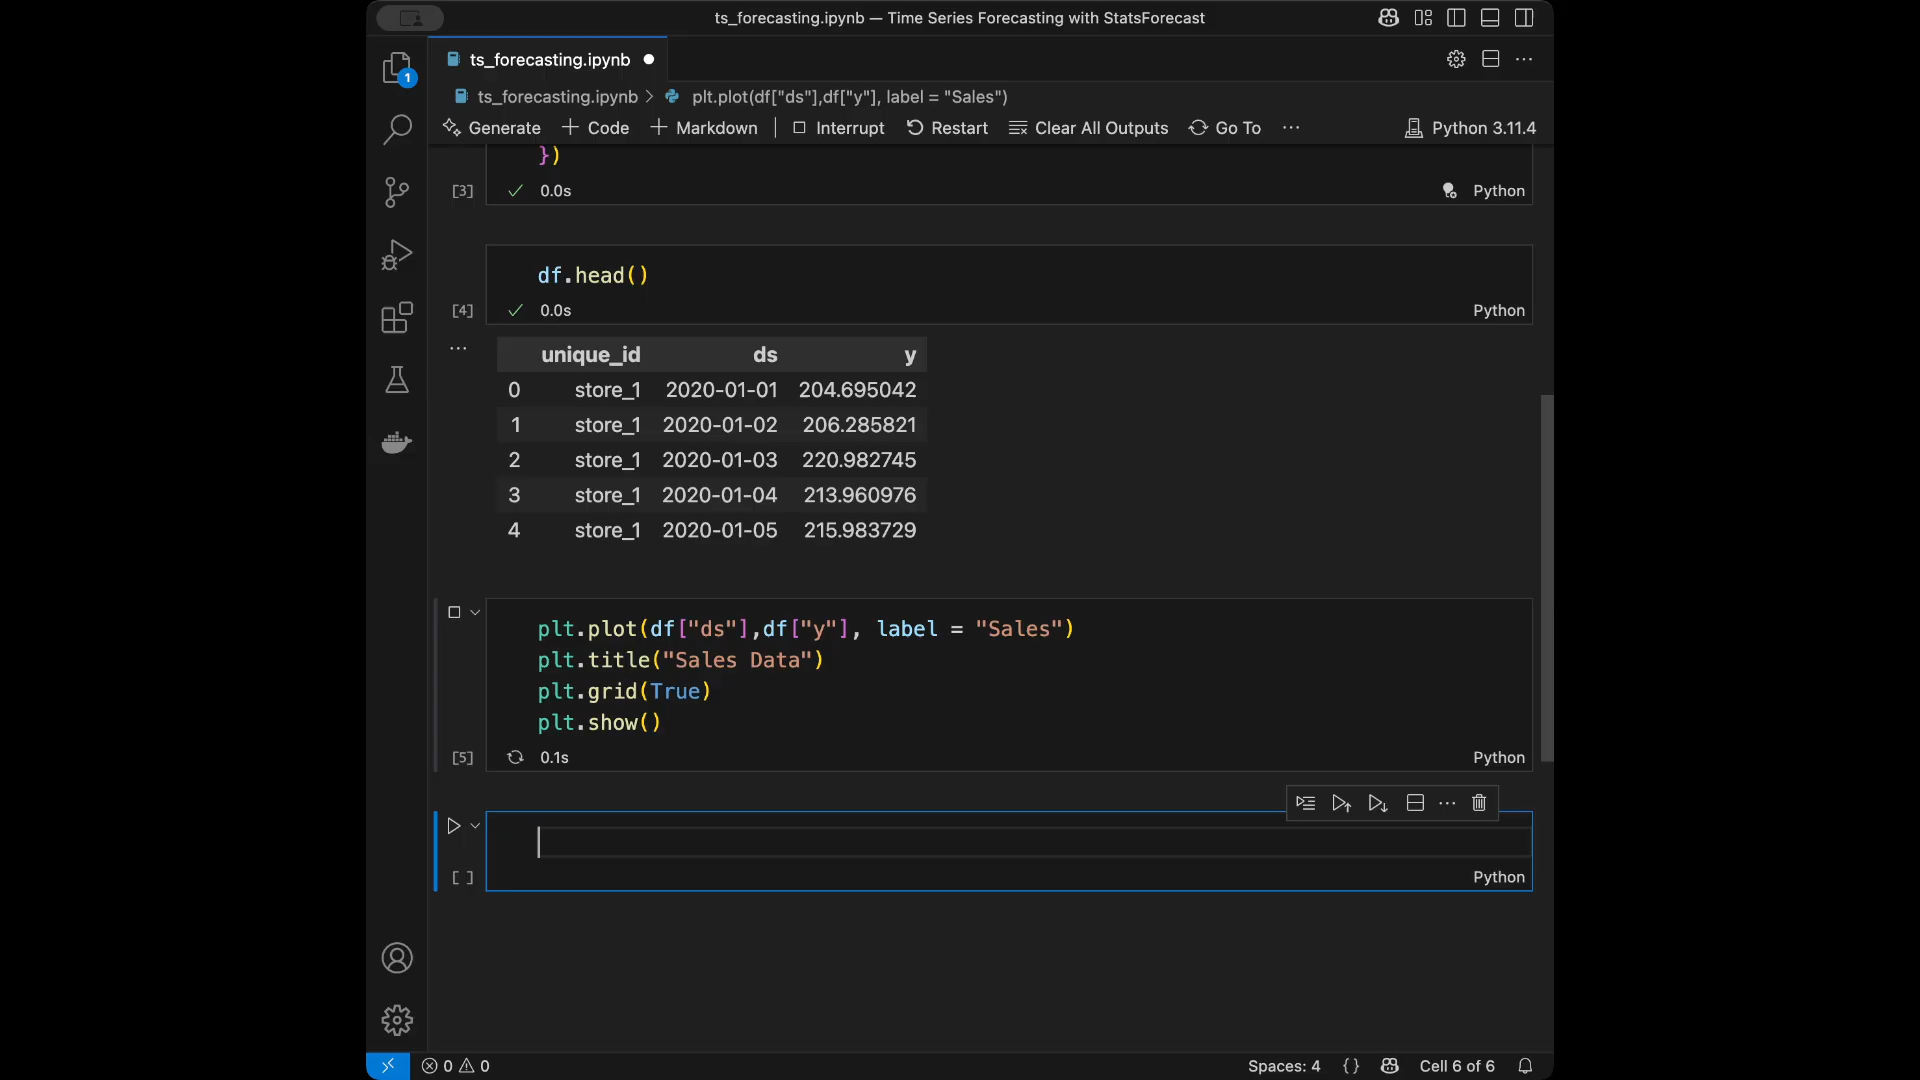 ts_forecasting.ipynb — Time Series Forecasting with StatsForecast
ts_forecasting.ipynb
1
ts_forecasting.ipynb > plt.plot(df["ds"],df["y"], label = "Sales")
Generate + Code + Markdown | Interrupt Restart Clear All Outputs Go To ... Python 3.11.4
})
[3] 0.0s Python
df.head()
[4] 0.0s Python
unique_id ds y
0 store_1 2020-01-01 204.695042
1 store_1 2020-01-02 206.285821
2 store_1 2020-01-03 220.982745
3 store_1 2020-01-04 213.960976
4 store_1 2020-01-05 215.983729
plt.plot(df["ds"],df["y"], label = "Sales")
plt.title("Sales Data")
plt.grid(True)
plt.show()
[5] 0.1s Python
[ ] Python
0 0 Spaces: 4 {} Cell 6 of 6